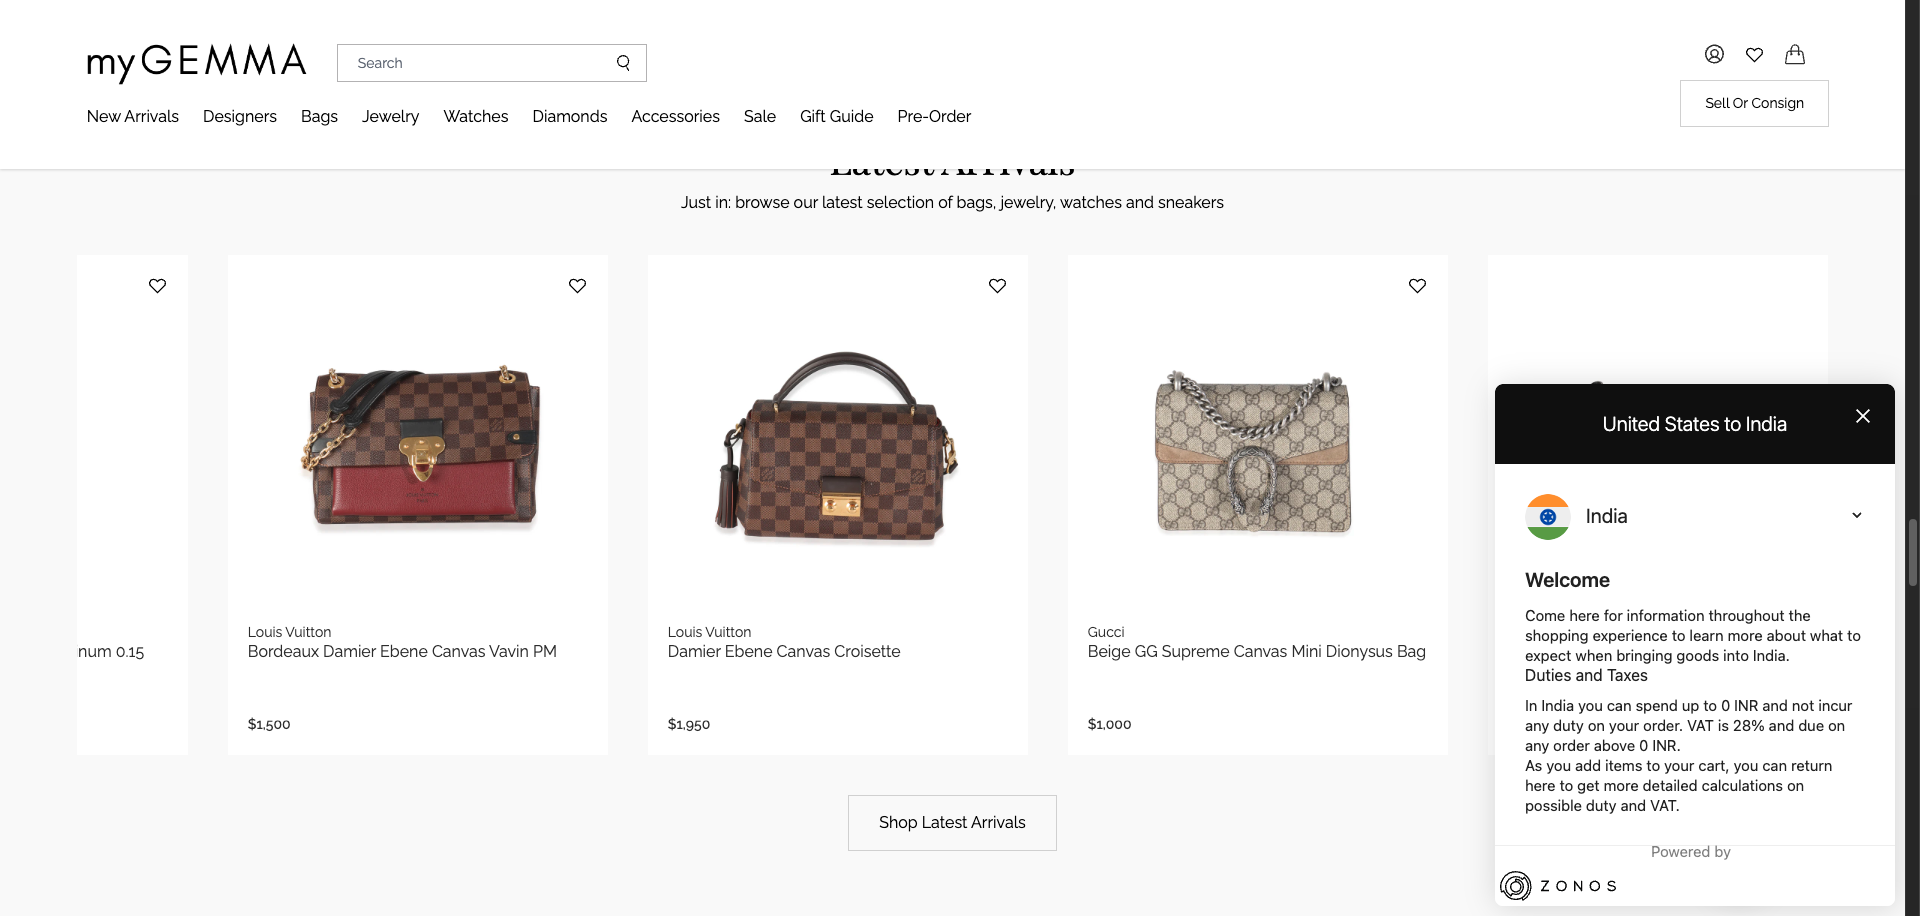 myGEMMA
Search
Sell Or Consign
New Arrivals Designers Bags Jewelry Watches Diamonds Accessories Sale Gift Guide Pre-Order
Latest Arrivals
Just in: browse our latest selection of bags, jewelry, watches and sneakers
num 0.15
Louis Vuitton
Bordeaux Damier Ebene Canvas Vavin PM
$1,500
Louis Vuitton
Damier Ebene Canvas Croisette
$1,950
Gucci
Beige GG Supreme Canvas Mini Dionysus Bag
$1,000
Shop Latest Arrivals
United States to India
India
Welcome
Come here for information throughout the
shopping experience to learn more about what to
expect when bringing goods into India.
Duties and Taxes
In India you can spend up to 0 INR and not incur
any duty on your order. VAT is 28% and due on
any order above 0 INR.
As you add items to your cart, you can return
here to get more detailed calculations on
possible duty and VAT.
Powered by
ZONOS